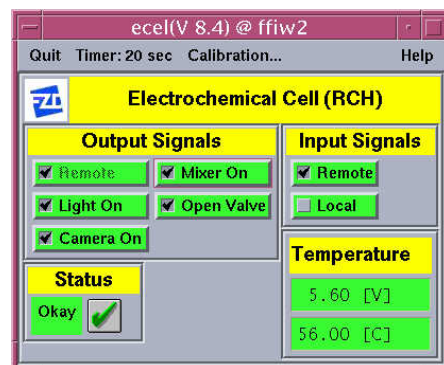 ecel(V 8.4) @ ffiw2
Quit Timer: 20 sec Calibration... Help
FZD
Electrochemical Cell (RCH)
Output Signals
Remote Mixer On
Light On Open Valve
Camera On
Input Signals
Remote
Local
Status
Okay
Temperature
5.60 [V]
56.00 [C]